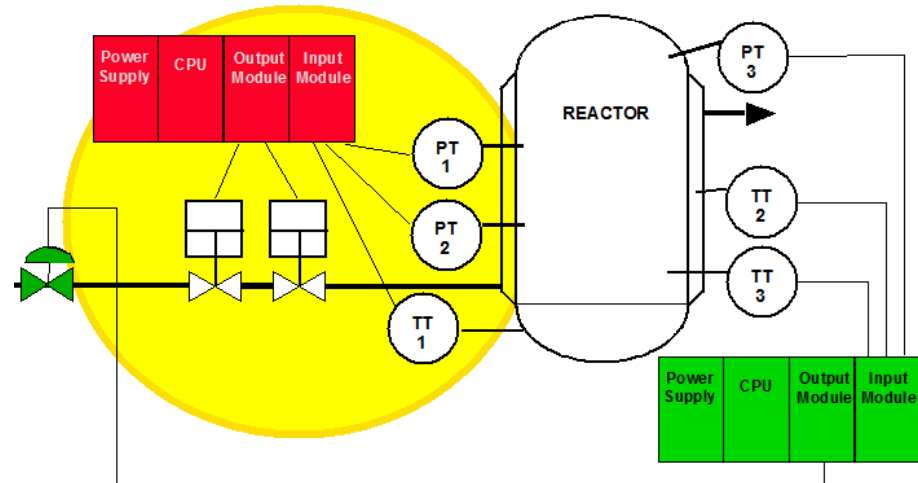 Power
Supply
CPU
Output
Module
Input
Module
PT
3
REACTOR
PT
1
TT
2
PT
2
TT
3
TT
1
Power
Supply
CPU
Output
Module
Input
Module